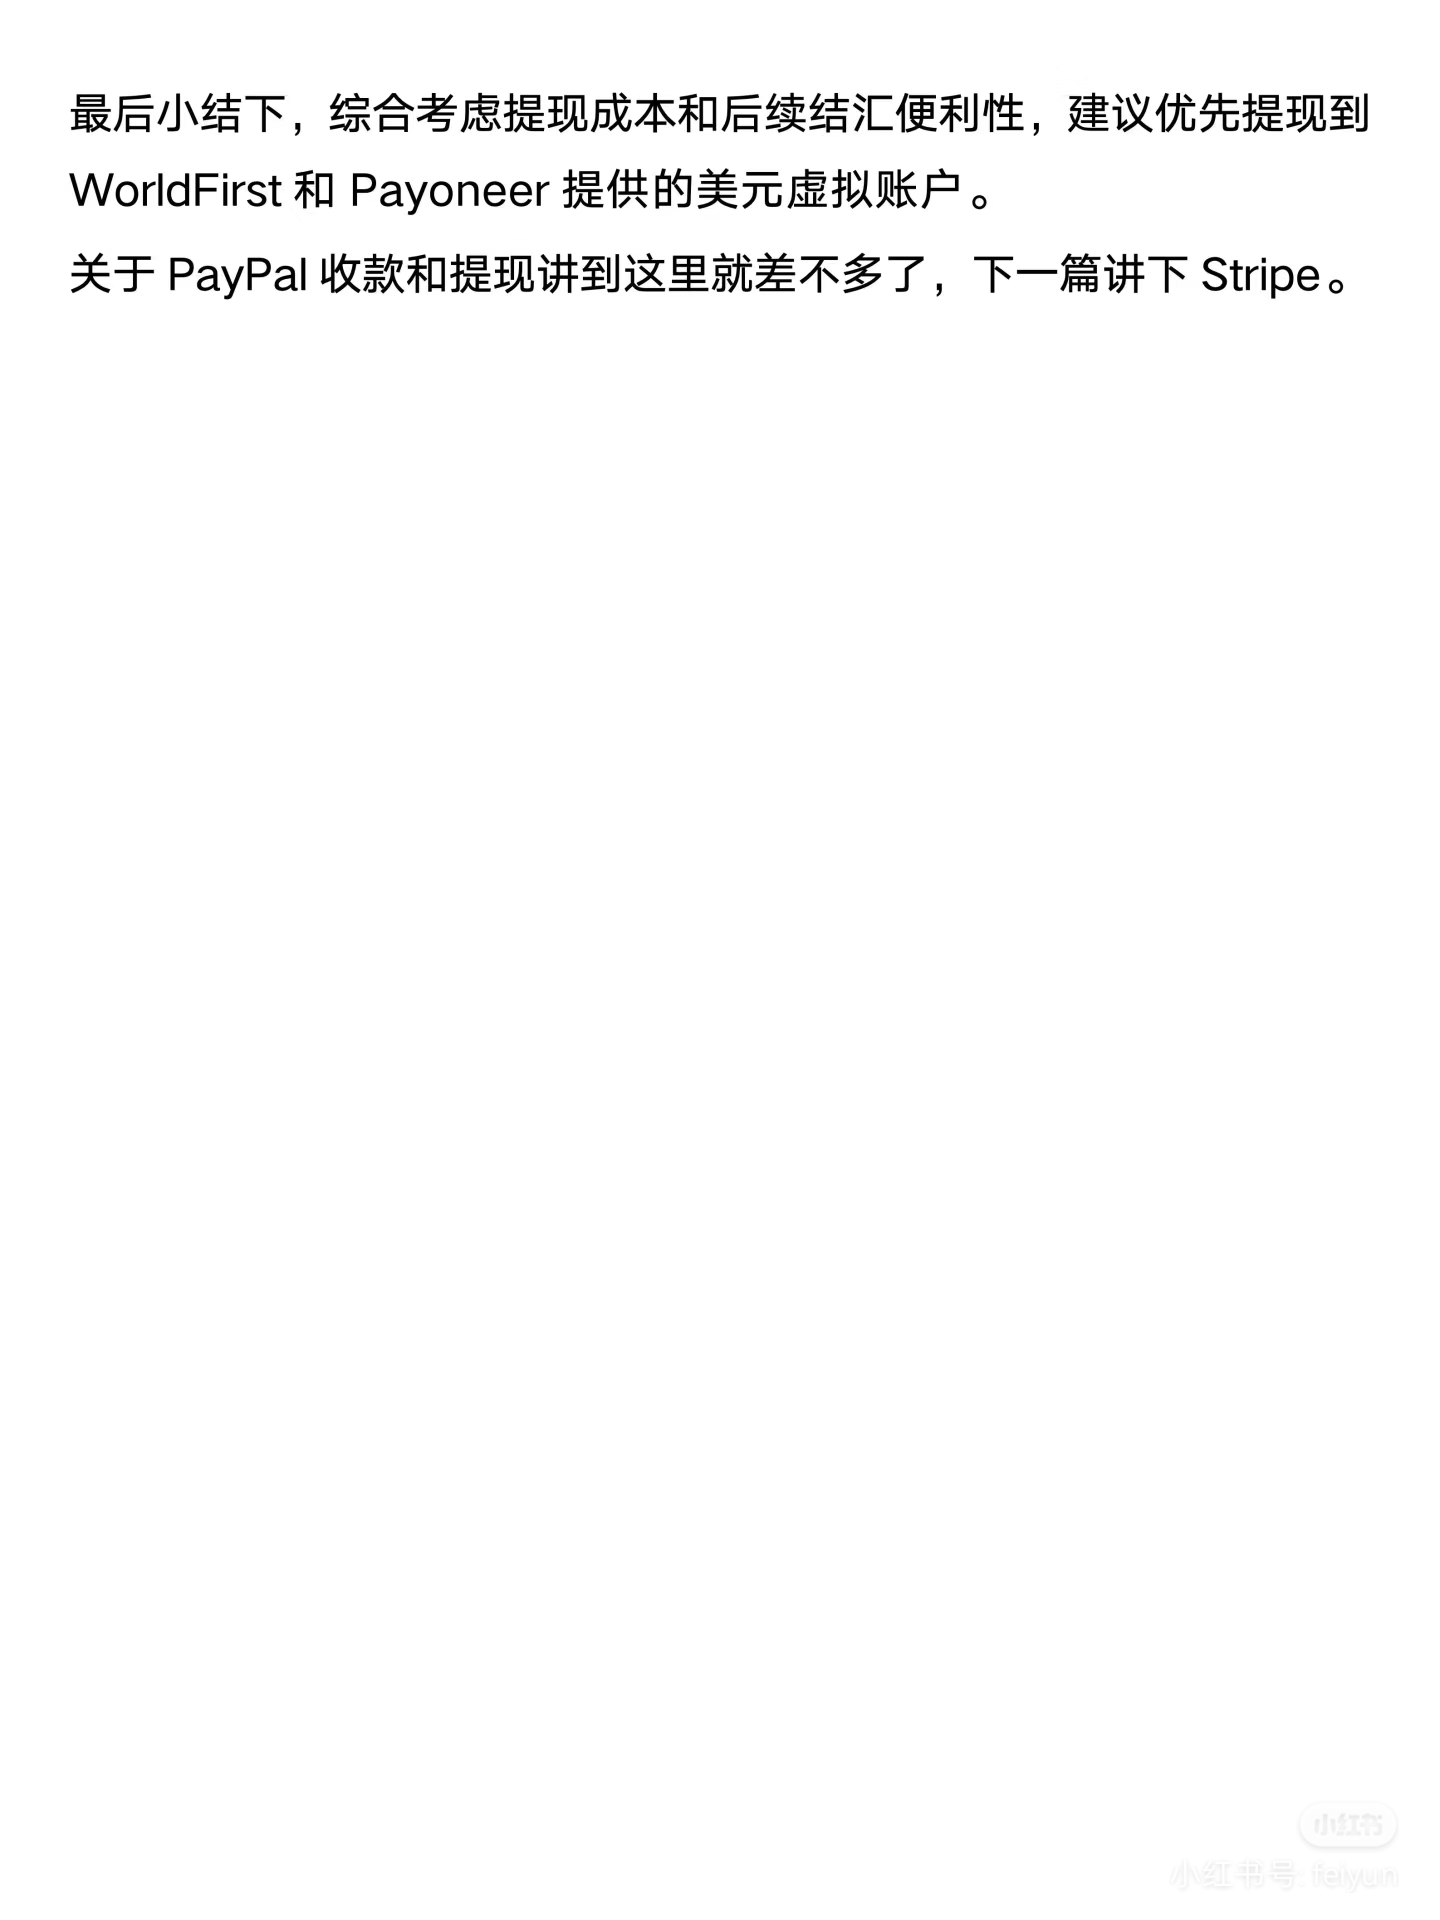 最后小结下，综合考虑提现成本和后续结汇便利性，建议优先提现到
WorldFirst 和 Payoneer 提供的美元虚拟账户。
关于 PayPal 收款和提现讲到这里就差不多了，下一篇讲下 Stripe。
小红书
小红书号: feiyun